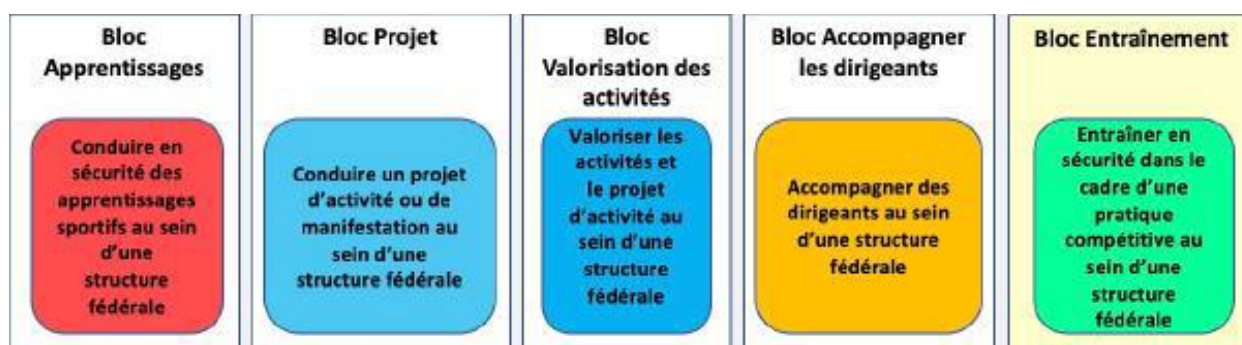 Bloc
Apprentissages
Conduire en
sécurité des
apprentissages
sportifs au sein
d'une
structure
fédérale
Bloc Projet
Conduire un projet
d'activité ou de
manifestation au
sein d'une
structure fédérale
Bloc
Valorisation des
activités
Valoriser les
activités et
le projet
d'activité au
sein d'une
structure
fédérale
Bloc Accompagner
les dirigeants
Accompagner des
dirigeants au sein
d'une structure
fédérale
Bloc Entraînement
Entraîner en
sécurité dans le
cadre d'une
pratique
compétitive au
sein d'une
structure
fédérale